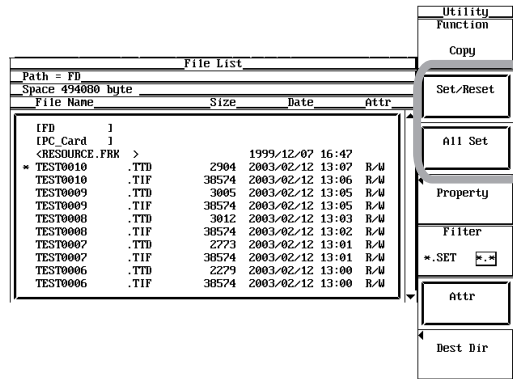 Utility
Function
Copy
File List
Path = FD
Space 494080 byte
File Name Size Date Attr
[FD ]
[PC_Card ]
<RESOURCE.FRK > 1999/12/07 16:47
* TEST0010 .TTD 2904 2003/02/12 13:07 R/W
TEST0010 .TIF 38574 2003/02/12 13:06 R/W
TEST0009 .TTD 3005 2003/02/12 13:05 R/W
TEST0009 .TIF 38574 2003/02/12 13:05 R/W
TEST0008 .TTD 3012 2003/02/12 13:03 R/W
TEST0008 .TIF 38574 2003/02/12 13:02 R/W
TEST0007 .TTD 2773 2003/02/12 13:01 R/W
TEST0007 .TIF 38574 2003/02/12 13:01 R/W
TEST0006 .TTD 2279 2003/02/12 13:00 R/W
TEST0006 .TIF 38574 2003/02/12 13:00 R/W
Set/Reset
All Set
Property
Filter
*.SET *.*
Attr
Dest Dir